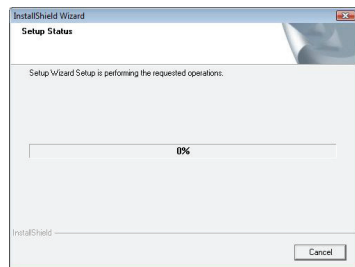 InstallShield Wizard
Setup Status
Setup Wizard Setup is performing the requested operations.
0%
InstallShield
Cancel